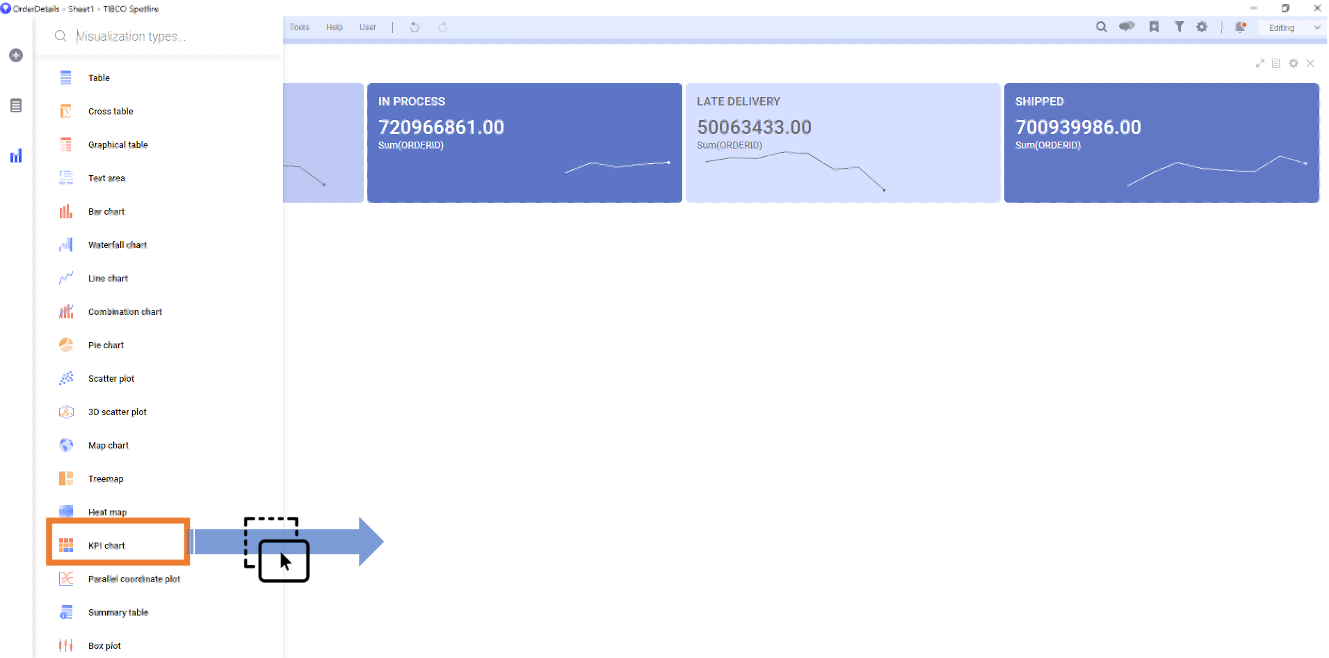 OrderDetails - Sheet1 - TIBCO Spotfire
Visualization types...
Tools Help User
Editing
Table
Cross table
Graphical table
Text area
Bar chart
Waterfall chart
Line chart
Combination chart
Pie chart
Scatter plot
3D scatter plot
Map chart
Treemap
Heat map
KPI chart
Parallel coordinate plot
Summary table
Box plot
IN PROCESS
720966861.00
Sum(ORDERID)
LATE DELIVERY
50063433.00
Sum(ORDERID)
SHIPPED
700939986.00
Sum(ORDERID)